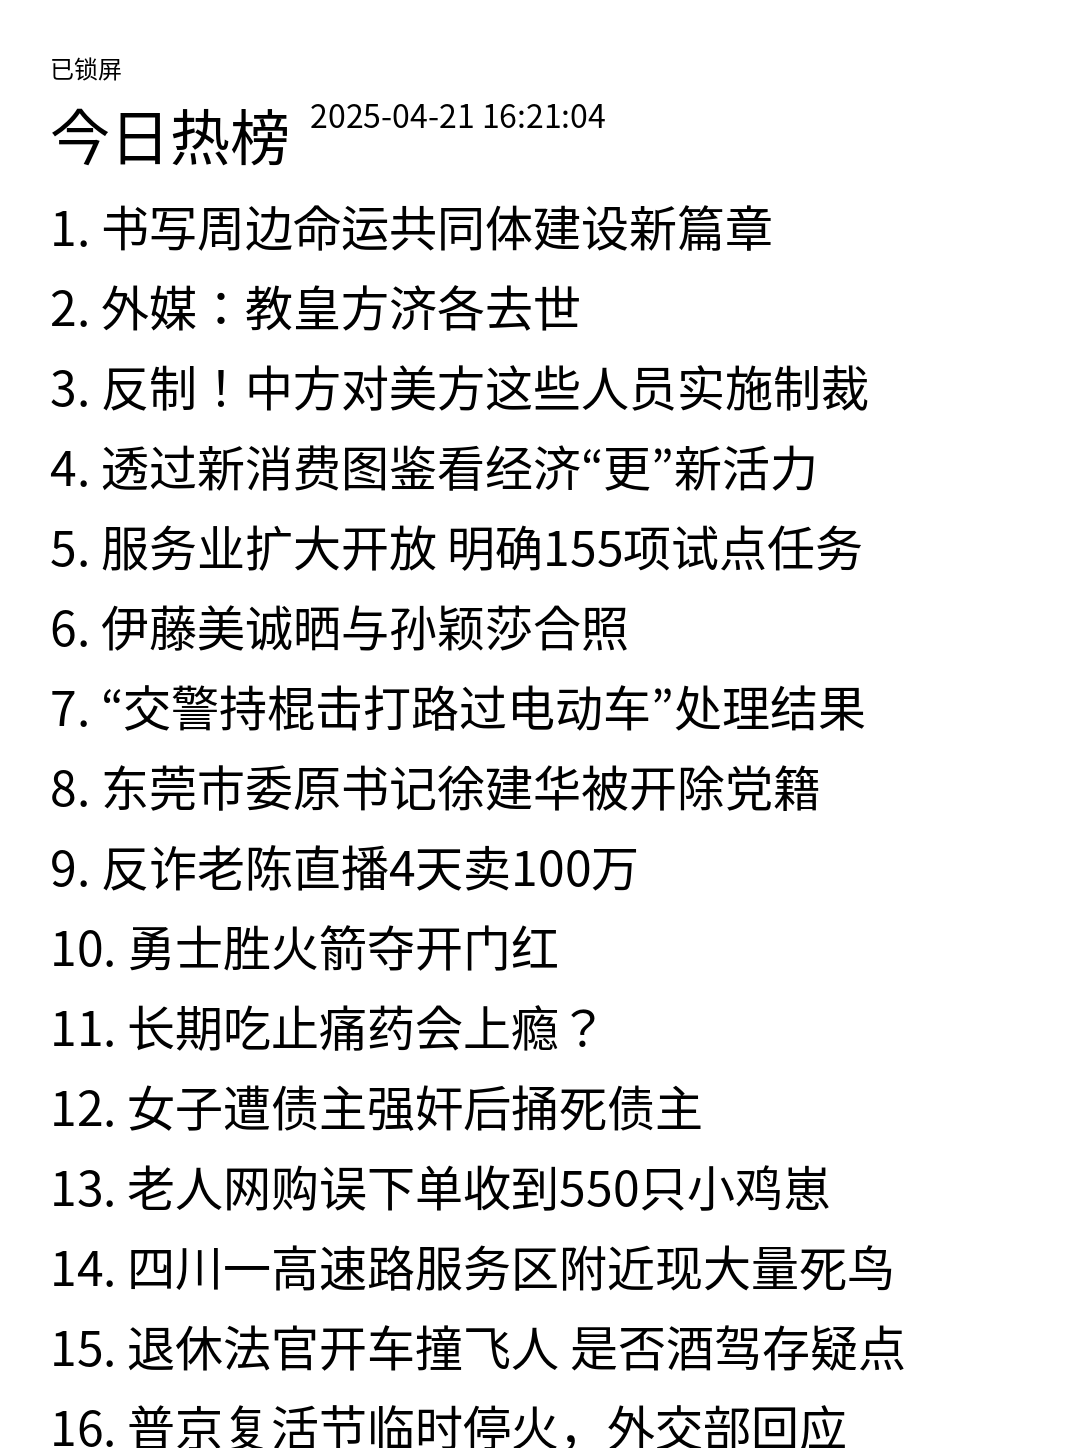 已锁屏
今日热榜 2025-04-21 16:21:04
1. 书写周边命运共同体建设新篇章
2. 外媒：教皇方济各去世
3. 反制！中方对美方这些人员实施制裁
4. 透过新消费图鉴看经济“更”新活力
5. 服务业扩大开放 明确155项试点任务
6. 伊藤美诚晒与孙颖莎合照
7. “交警持棍击打路过电动车”处理结果
8. 东莞市委原书记徐建华被开除党籍
9. 反诈老陈直播4天卖100万
10. 勇士胜火箭夺开门红
11. 长期吃止痛药会上瘾？
12. 女子遭债主强奸后捅死债主
13. 老人网购误下单收到550只小鸡崽
14. 四川一高速路服务区附近现大量死鸟
15. 退休法官开车撞飞人 是否酒驾存疑点
16. 普京复活节临时停火，外交部回应